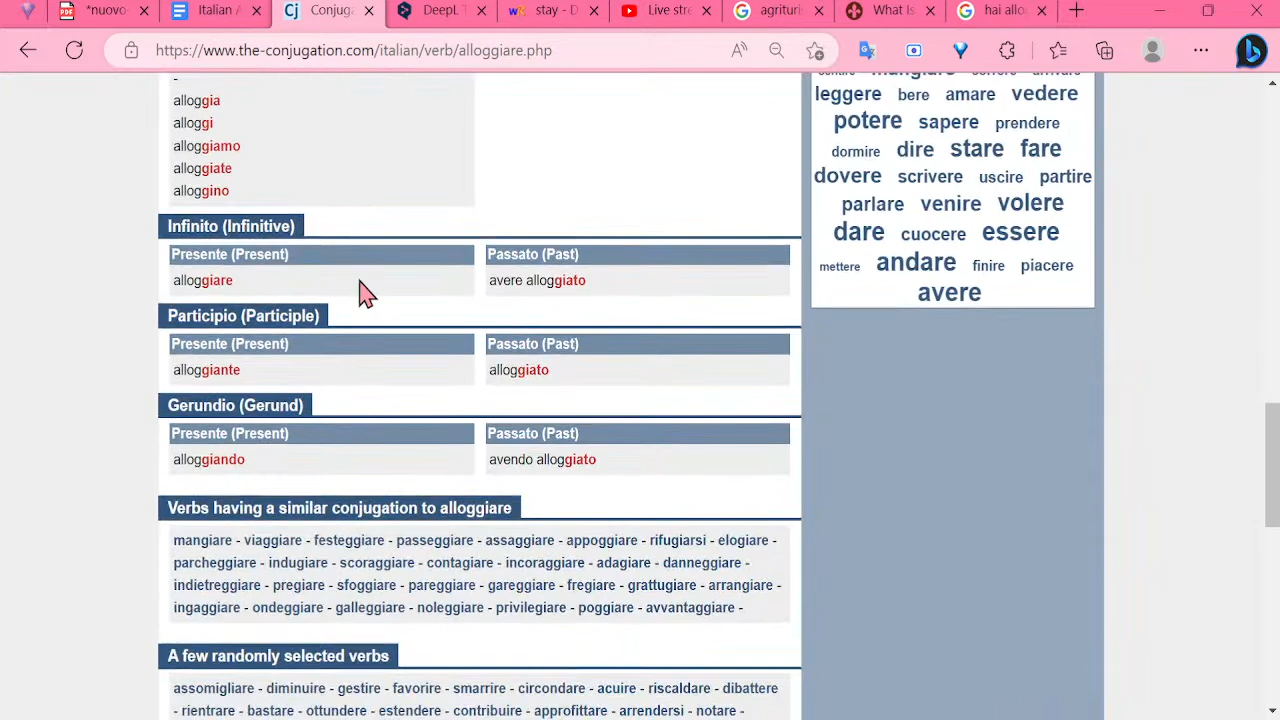 *nuovo
Italian A
Conjuga
DeepL T
stay - D
Live stre
agrituri
What Is
hai allo
https://www.the-conjugation.com/italian/verb/alloggiare.php
-
alloggia
alloggi
alloggiamo
alloggiate
alloggino
Infinito (Infinitive)
Presente (Present) Passato (Past)
alloggiare avere alloggiato
Participio (Participle)
Presente (Present) Passato (Past)
alloggiante alloggiato
Gerundio (Gerund)
Presente (Present) Passato (Past)
alloggiando avendo alloggiato
Verbs having a similar conjugation to alloggiare
mangiare - viaggiare - festeggiare - passeggiare - assaggiare - appoggiare - rifugiarsi - elogiare -
parcheggiare - indugiare - scoraggiare - contagiare - incoraggiare - adagiare - danneggiare -
indietreggiare - pregiare - sfoggiare - pareggiare - gareggiare - fregiare - grattugiare - arrangiare -
ingaggiare - ondeggiare - galleggiare - noleggiare - privilegiare - poggiare - avvantaggiare -
A few randomly selected verbs
assomigliare - diminuire - gestire - favorire - smarrire - circondare - acuire - riscaldare - dibattere
- rientrare - bastare - ottundere - estendere - contribuire - approfittare - arrendersi - notare -
mangiare arrivare
leggere bere amare vedere
potere sapere prendere
dormire dire stare fare
dovere scrivere uscire partire
parlare venire volere
dare cuocere essere
mettere andare finire piacere
avere